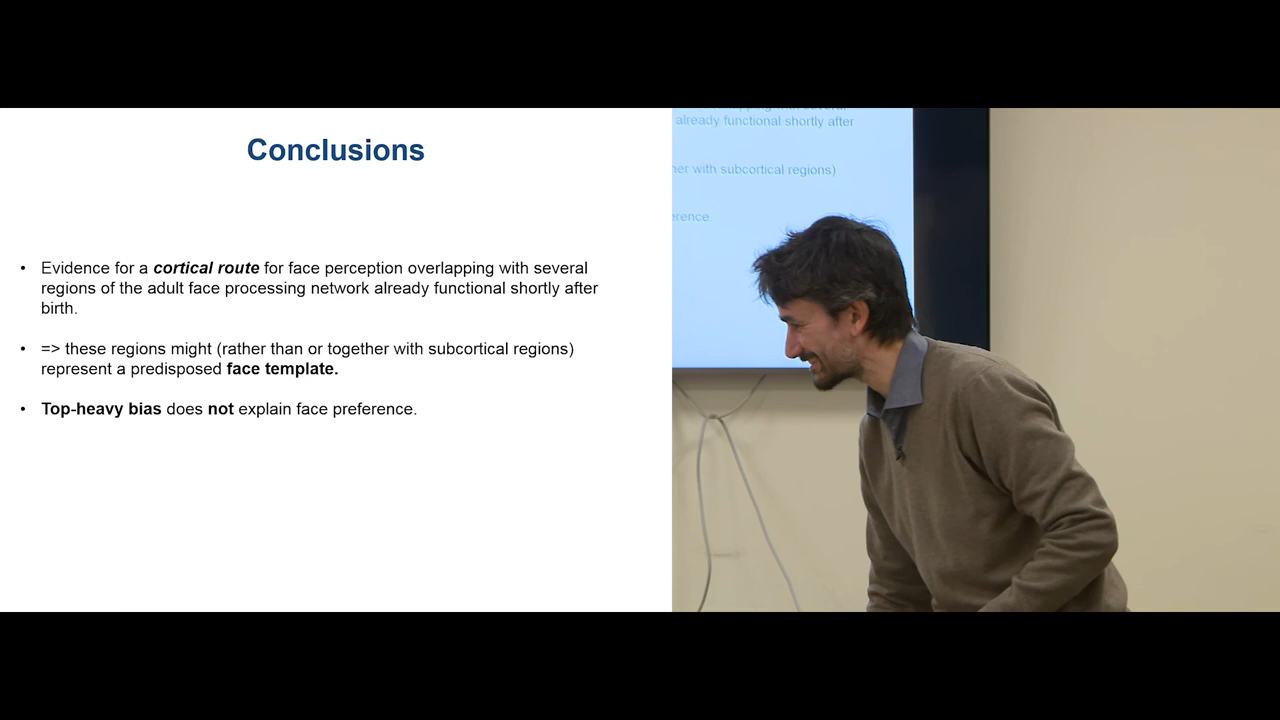 Conclusions
• Evidence for a cortical route for face perception overlapping with several
regions of the adult face processing network already functional shortly after
birth.
• => these regions might (rather than or together with subcortical regions)
represent a predisposed face template.
• Top-heavy bias does not explain face preference.
already functional shortly after
with subcortical regions)